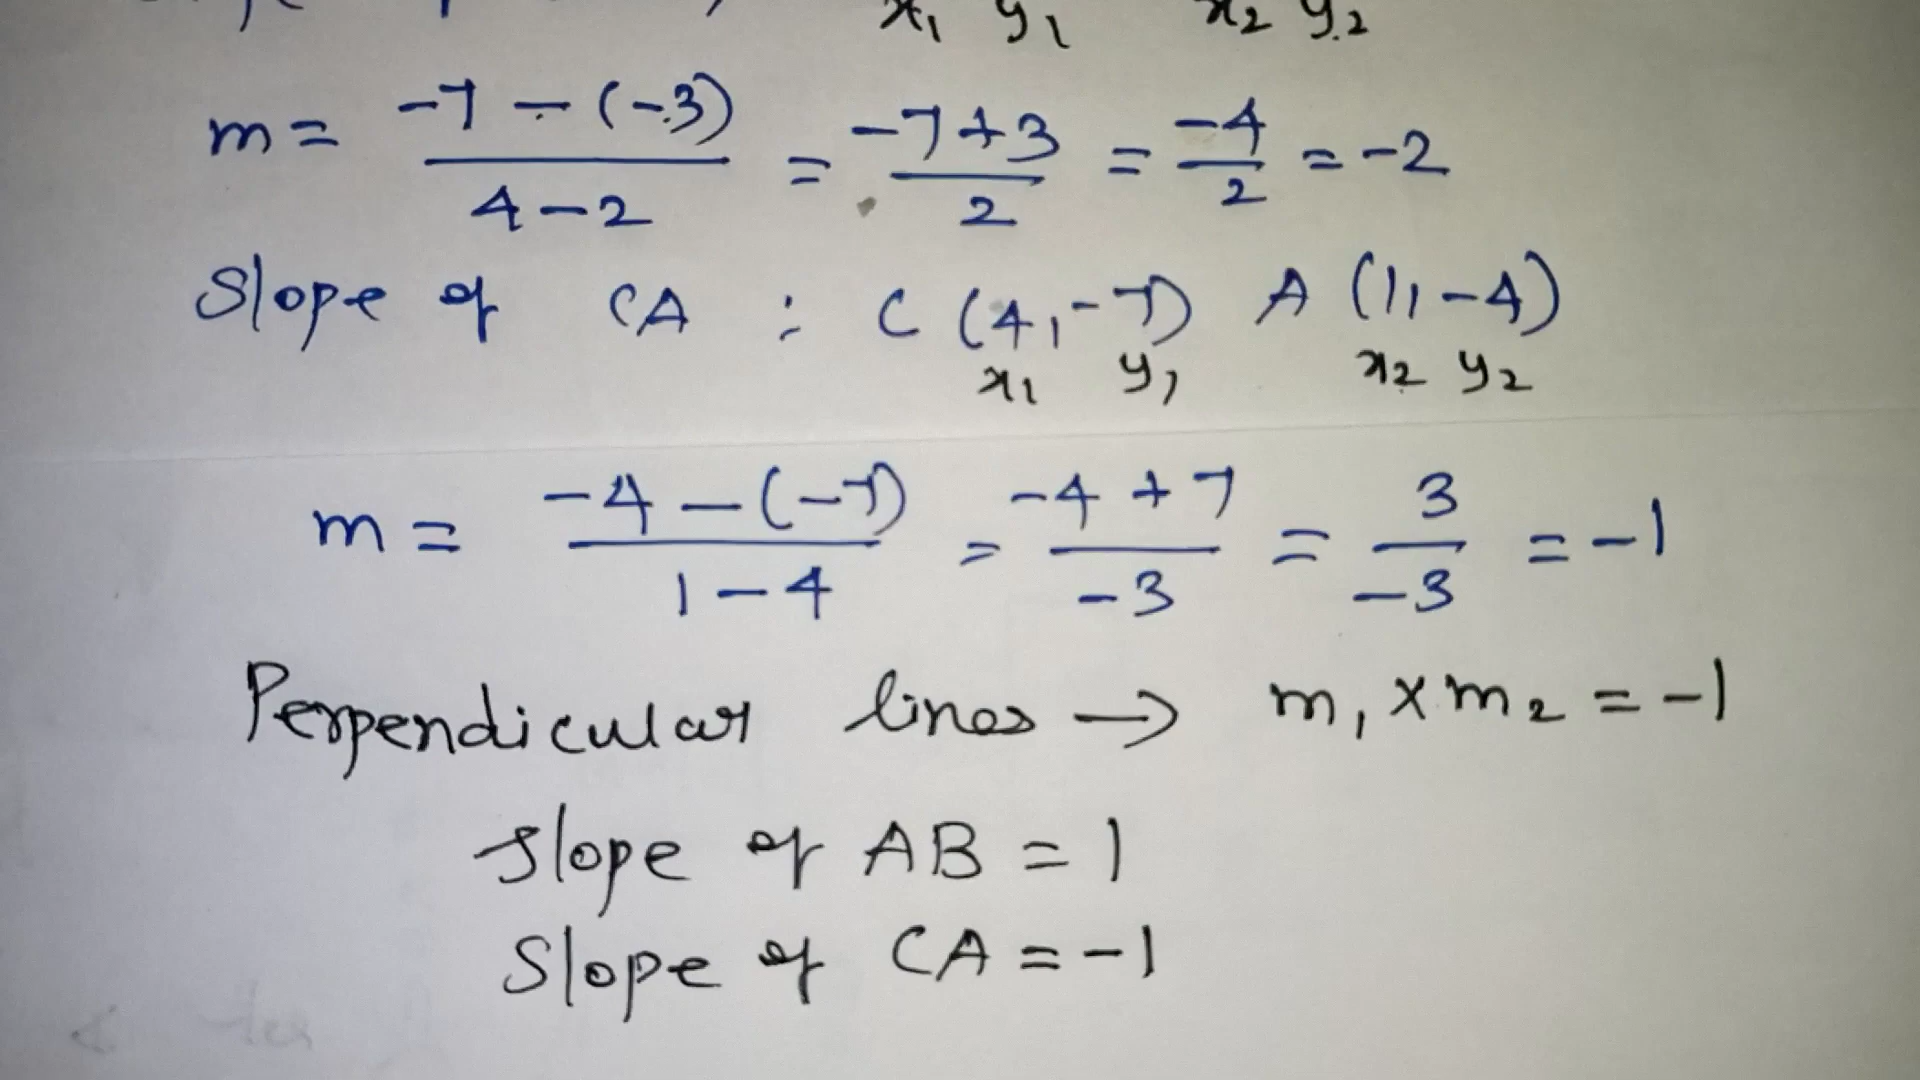 x₁ y₁ x₂ y₂
m = -7 - (-3) / 4 - 2 = -7 + 3 / 2 = -4 / 2 = -2
Slope of CA : C (4, -7) A (1, -4)
x₁ y₁ x₂ y₂
m = -4 - (-7) / 1 - 4 = -4 + 7 / -3 = 3 / -3 = -1
Perpendicular lines → m₁ × m₂ = -1
Slope of AB = 1
Slope of CA = -1